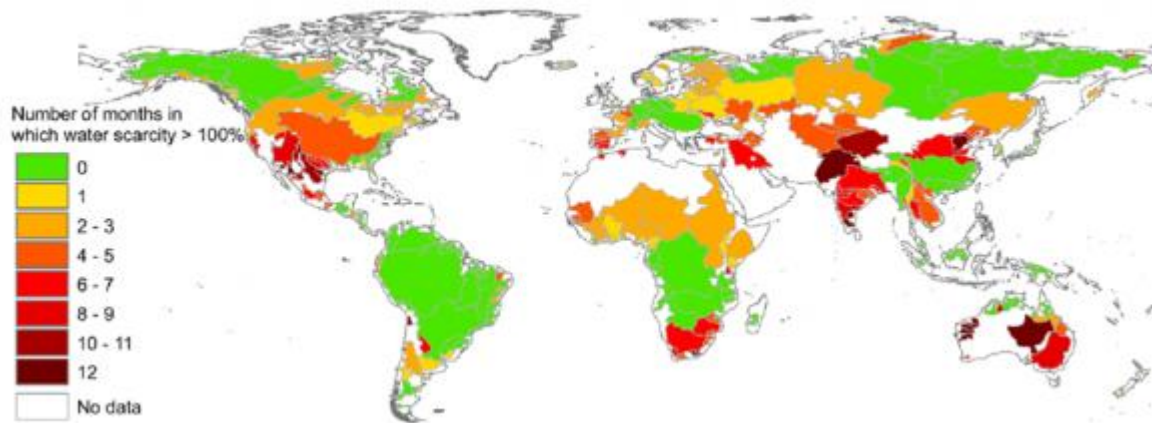 Number of months in
which water scarcity > 100%
0
1
2 - 3
4 - 5
6 - 7
8 - 9
10 - 11
12
No data